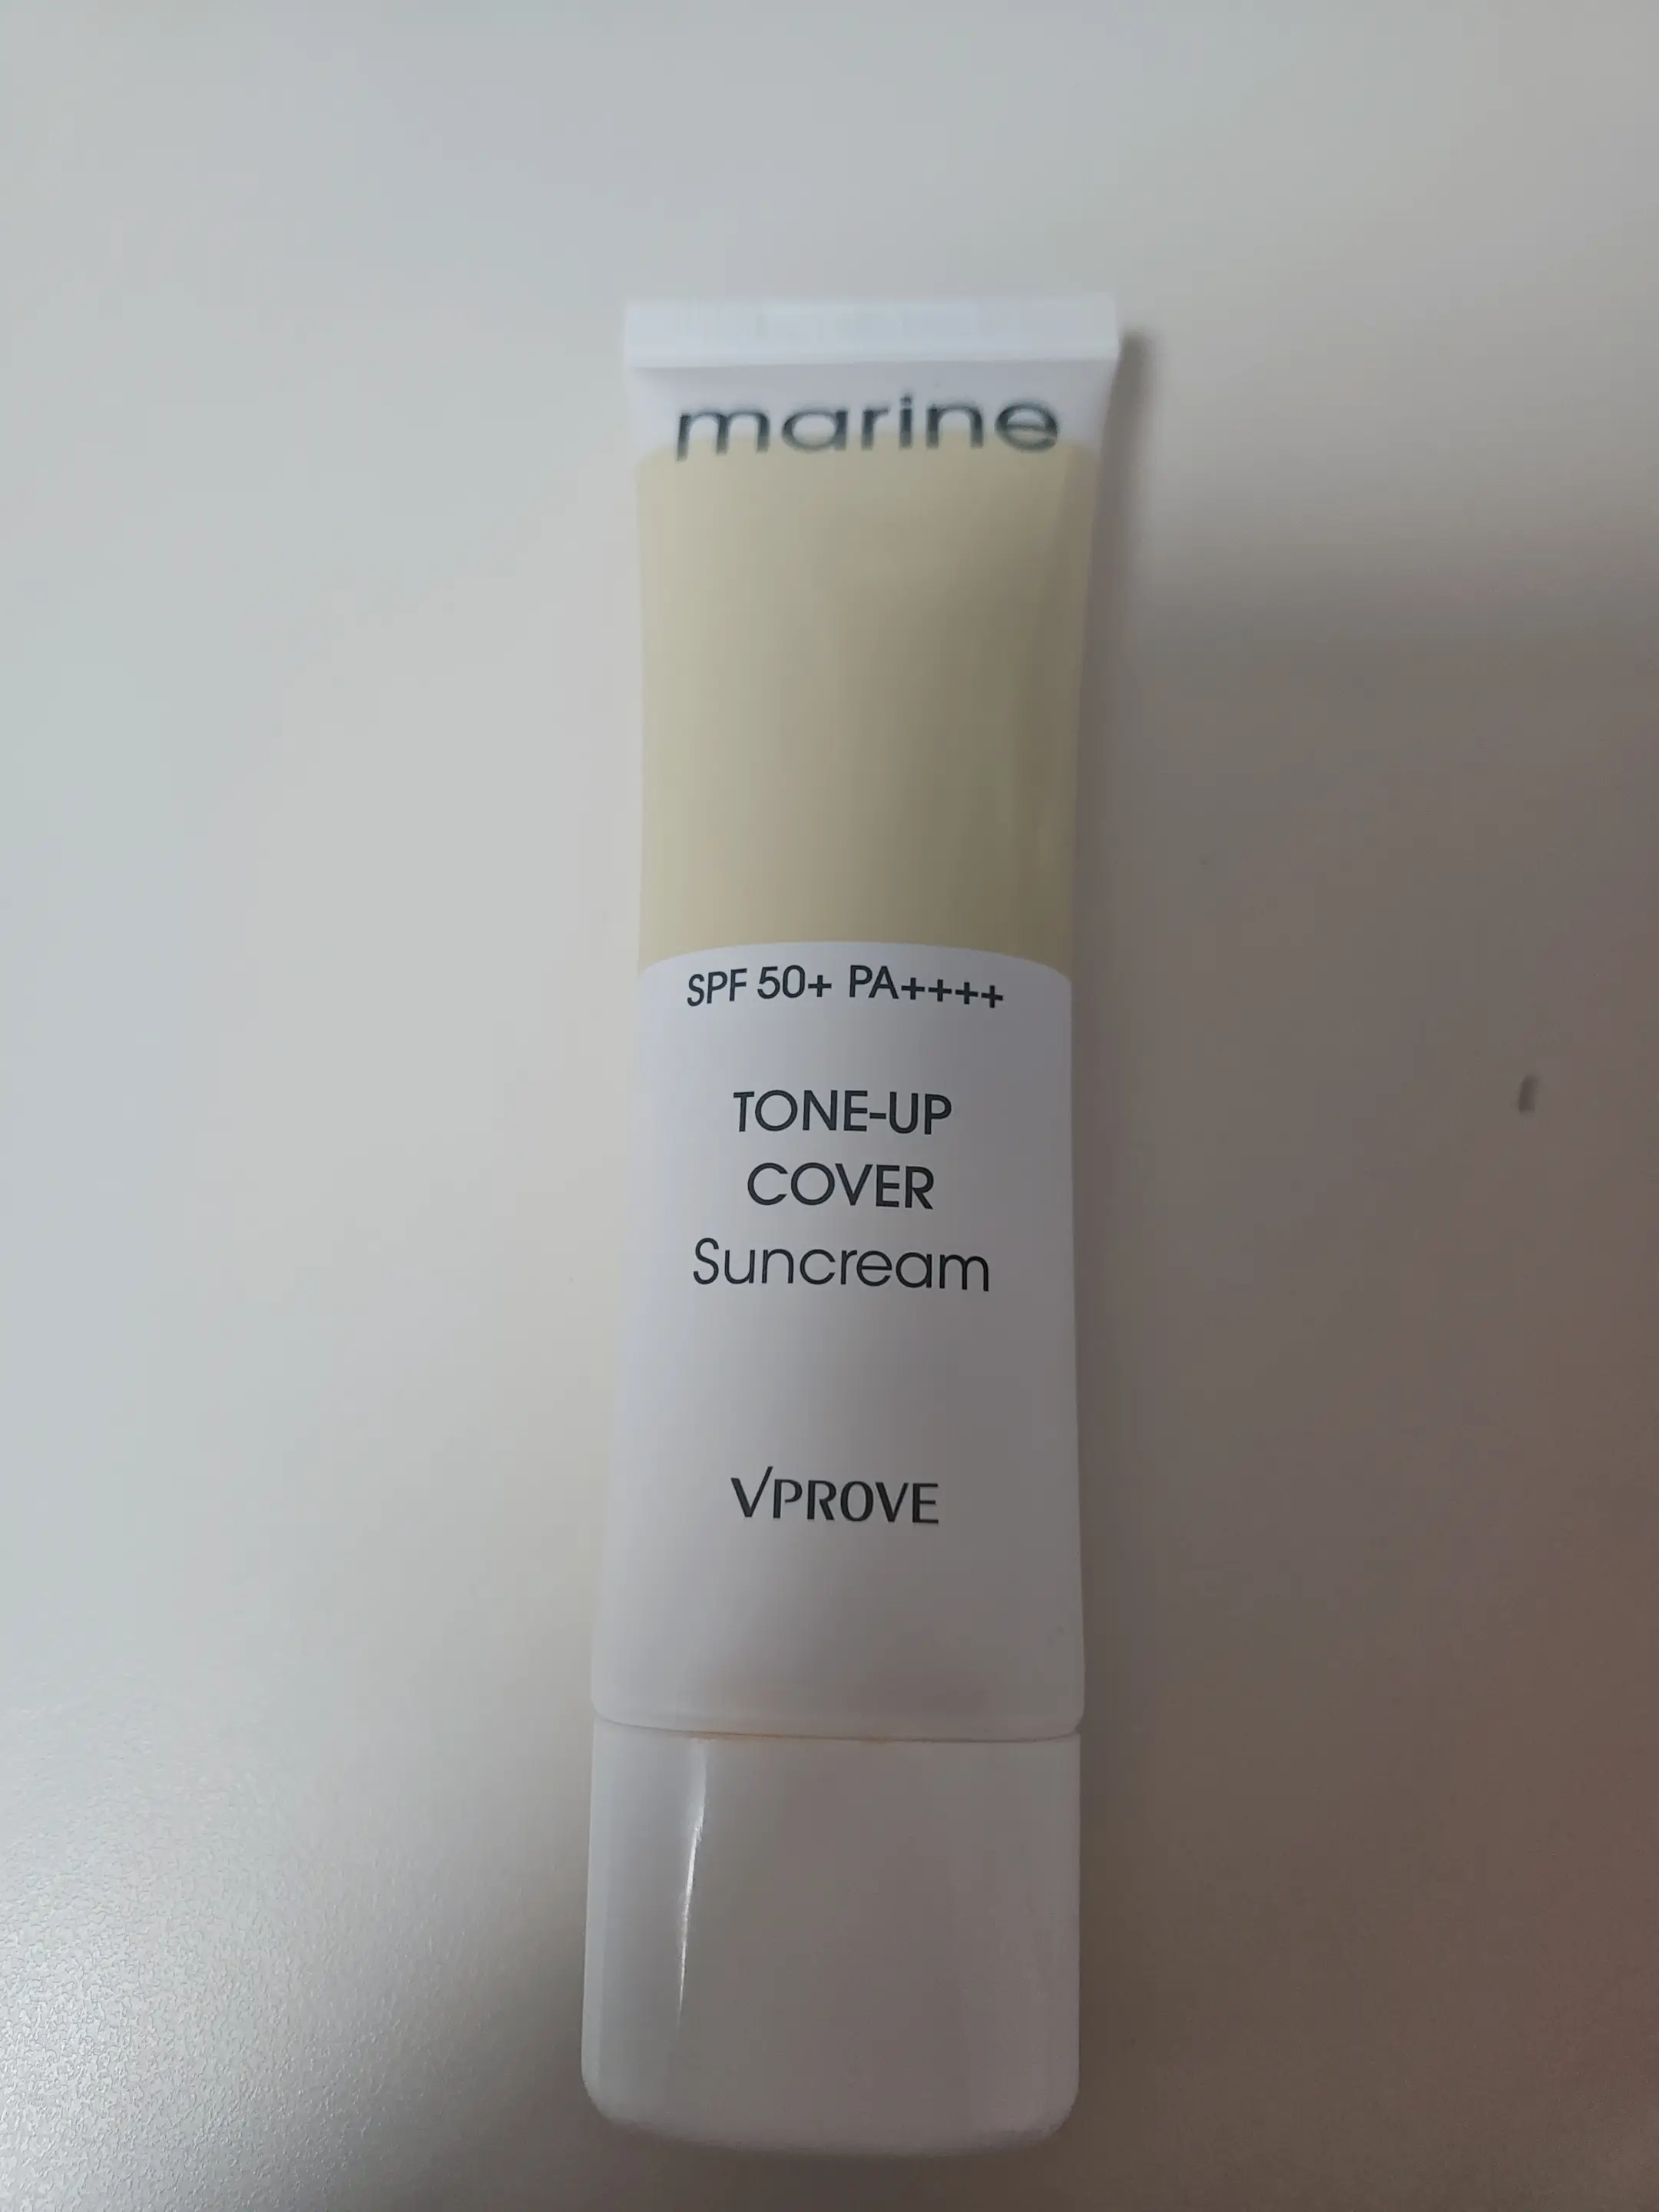 marine
SPF 50+ PA++++
TONE-UP
COVER
Suncream
VPROVE